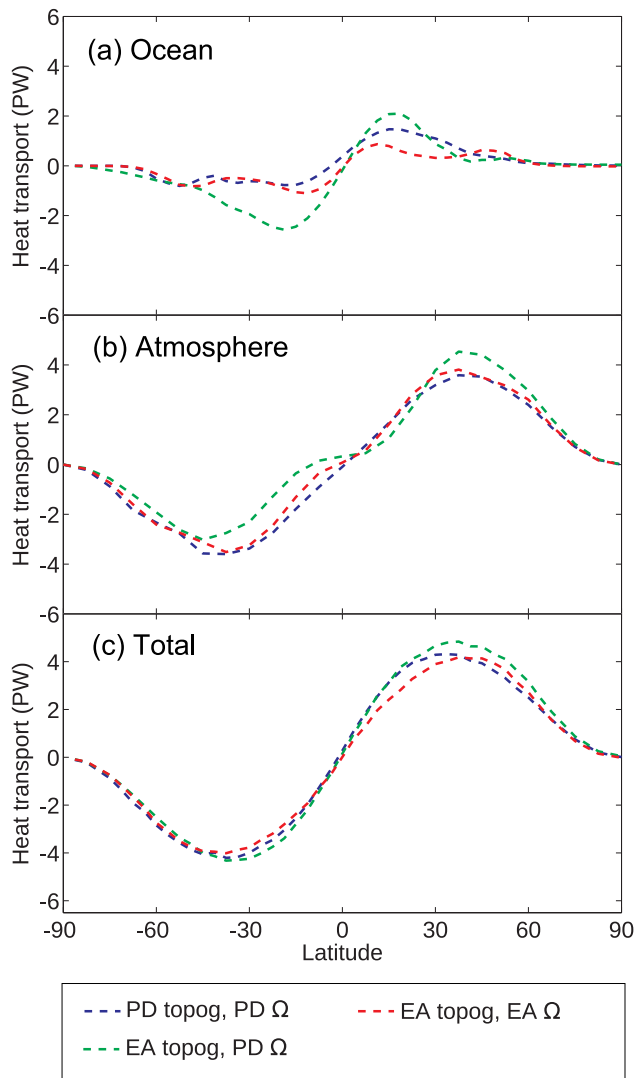 6
(a) Ocean
4
2
0
-2
-4
-6
Heat transport (PW)
(b) Atmosphere
4
2
0
-2
-4
-6
Heat transport (PW)
(c) Total
4
2
0
-2
-4
-6
Heat transport (PW)
-90 -60 -30 0 30 60 90
Latitude
PD topog, PD Ω
EA topog, EA Ω
EA topog, PD Ω